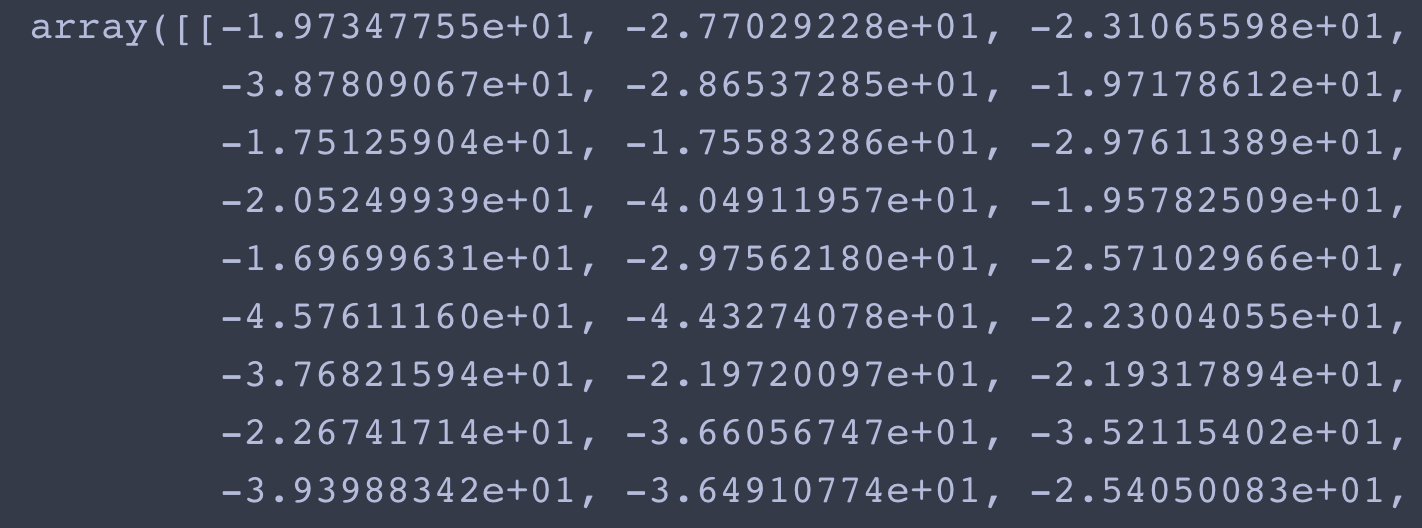 array([[-1.97347755e+01, -2.77029228e+01, -2.31065598e+01,
-3.87809067e+01, -2.86537285e+01, -1.97178612e+01,
-1.75125904e+01, -1.75583286e+01, -2.97611389e+01,
-2.05249939e+01, -4.04911957e+01, -1.95782509e+01,
-1.69699631e+01, -2.97562180e+01, -2.57102966e+01,
-4.57611160e+01, -4.43274078e+01, -2.23004055e+01,
-3.76821594e+01, -2.19720097e+01, -2.19317894e+01,
-2.26741714e+01, -3.66056747e+01, -3.52115402e+01,
-3.93988342e+01, -3.64910774e+01, -2.54050083e+01,